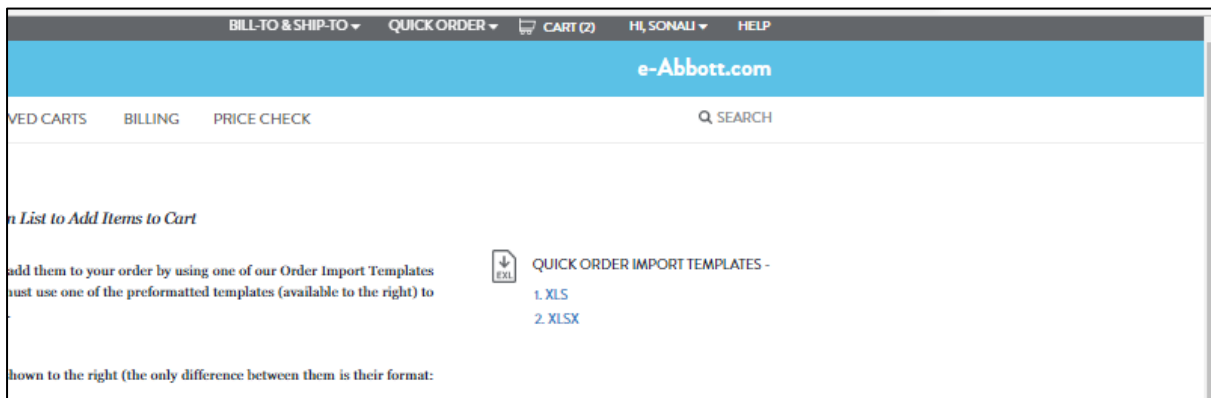 BILL-TO & SHIP-TO QUICK ORDER CART (2) HI, SONALI HELP
e-Abbott.com
VED CARTS BILLING PRICE CHECK SEARCH
n List to Add Items to Cart
add them to your order by using one of our Order Import Templates
nust use one of the preformatted templates (available to the right) to
.
hown to the right (the only difference between them is their format:
EXL
QUICK ORDER IMPORT TEMPLATES -
1. XLS
2. XLSX